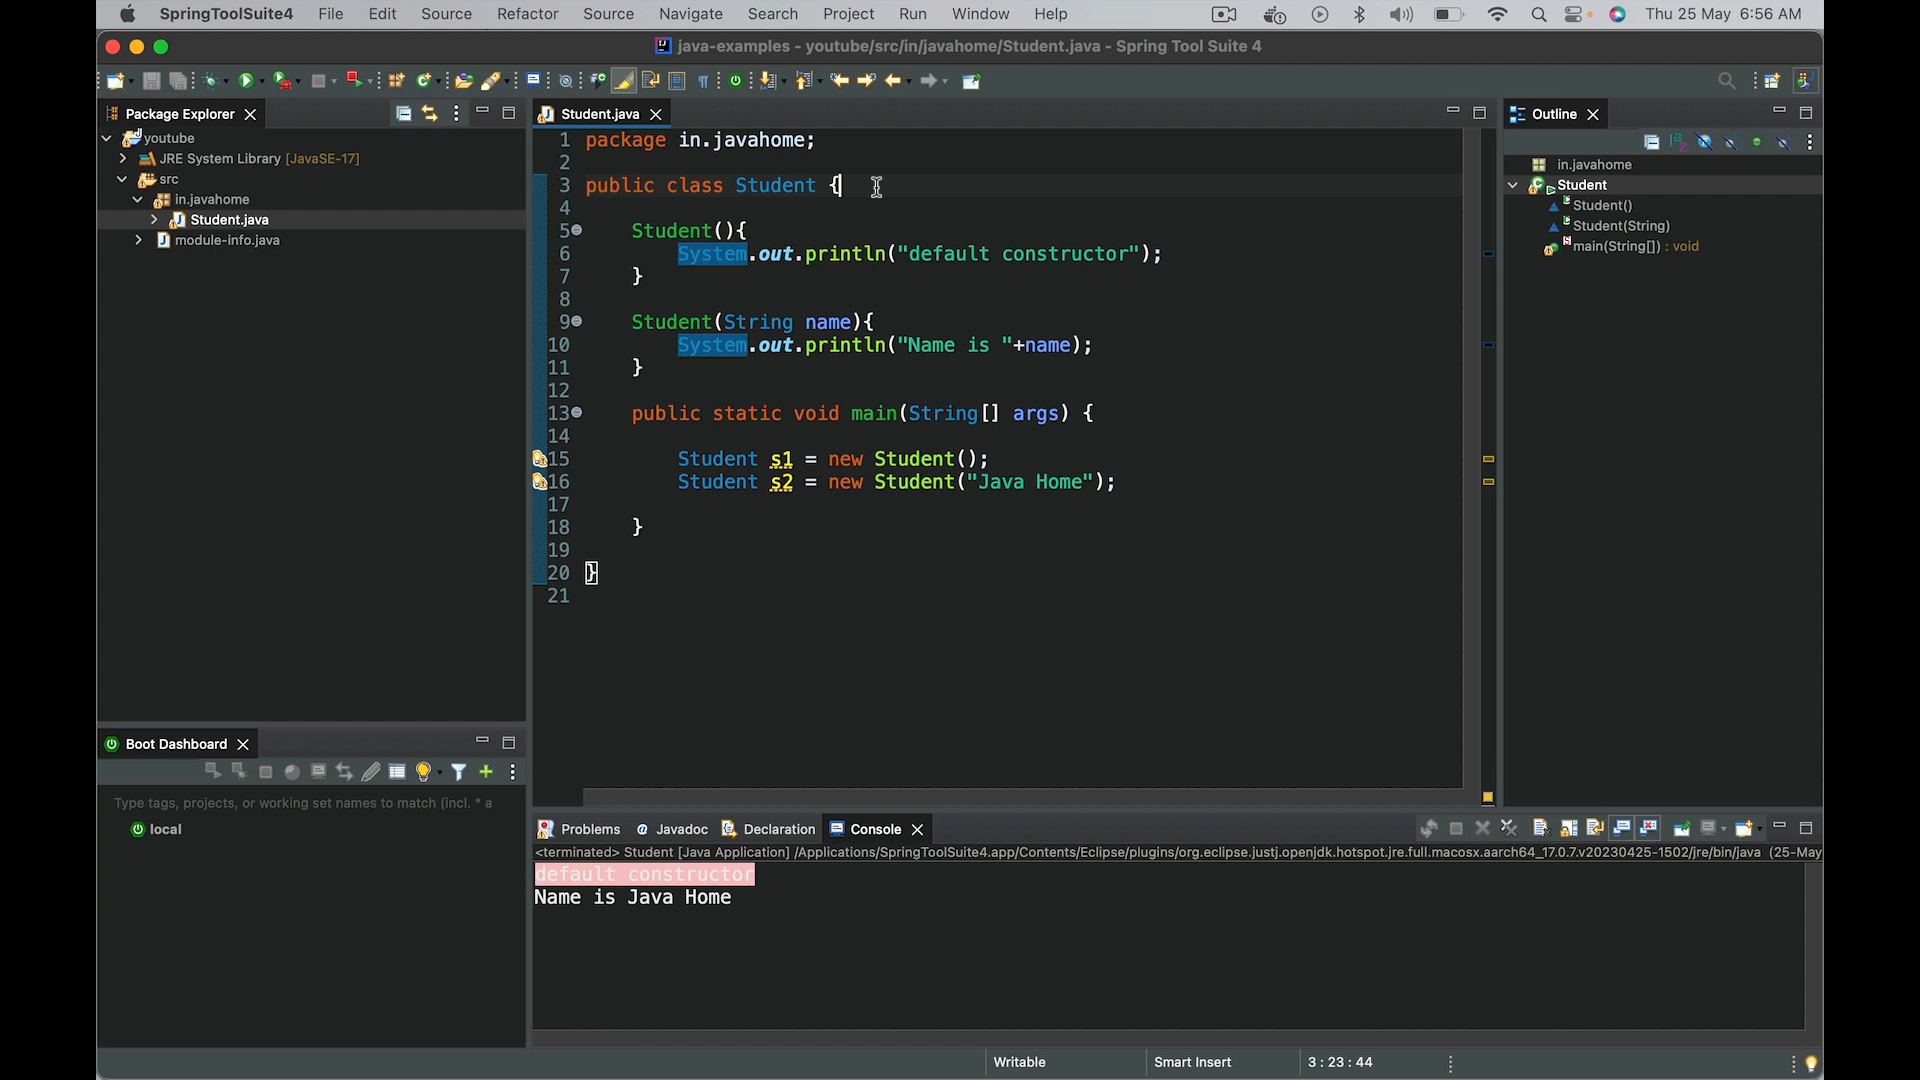 SpringToolSuite4 File Edit Source Refactor Source Navigate Search Project Run Window Help Thu 25 May 6:56 AM
java-examples - youtube/src/in/javahome/Student.java - Spring Tool Suite 4
Package Explorer
youtube
JRE System Library [JavaSE-17]
src
in.javahome
Student.java
module-info.java
Student.java
1 package in.javahome;
2
3 public class Student {
4
5 Student(){
6 System.out.println("default constructor");
7 }
8
9 Student(String name){
10 System.out.println("Name is "+name);
11 }
12
13 public static void main(String[] args) {
14
15 Student s1 = new Student();
16 Student s2 = new Student("Java Home");
17
18 }
19
20 }
21
Outline
in.javahome
Student
Student()
Student(String)
main(String[]) : void
Boot Dashboard
Type tags, projects, or working set names to match (incl. * a
local
Problems Javadoc Declaration Console
<terminated> Student [Java Application] /Applications/SpringToolSuite4.app/Contents/Eclipse/plugins/org.eclipse.justj.openjdk.hotspot.jre.full.macosx.aarch64_17.0.7.v20230425-1502/jre/bin/java (25-May
default constructor
Name is Java Home
Writable Smart Insert 3 : 23 : 44